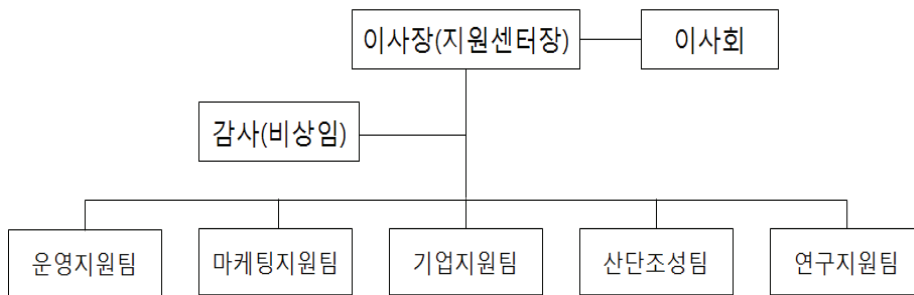 이사장(지원센터장)
이사회
감사(비상임)
운영지원팀
마케팅지원팀
기업지원팀
산단조성팀
연구지원팀